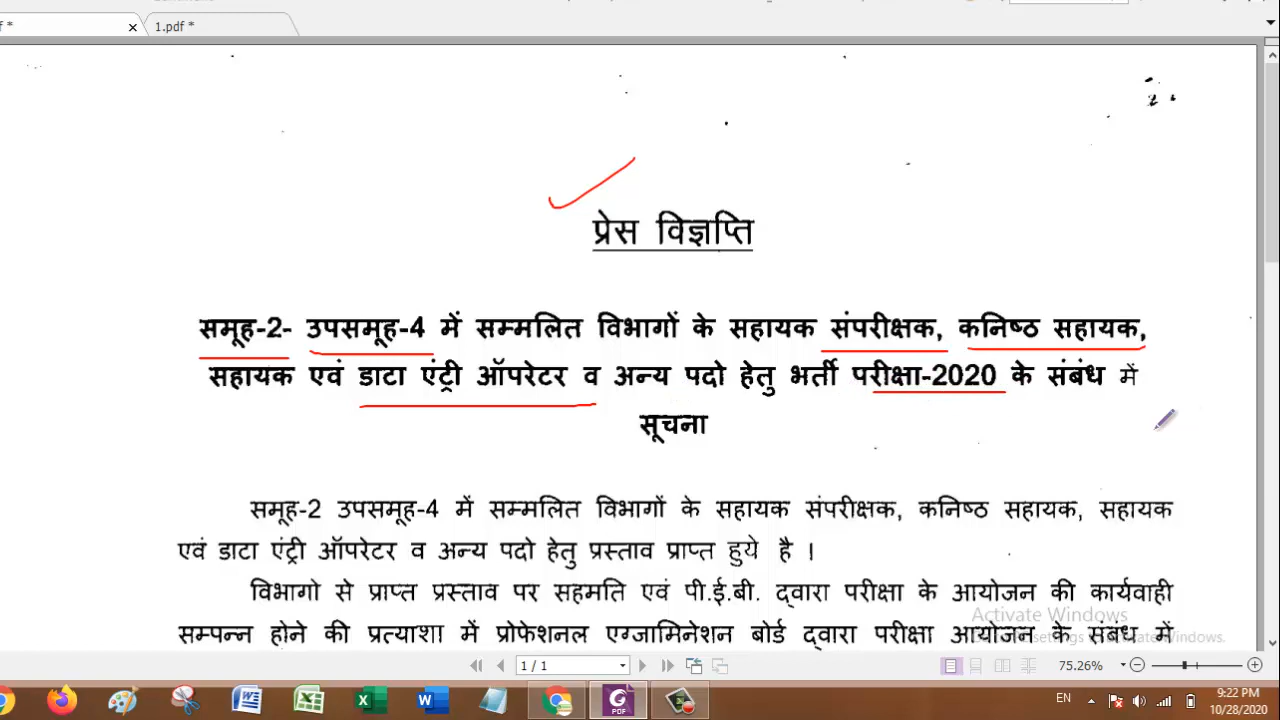 1.pdf *
प्रेस विज्ञप्ति
समूह-2- उपसमूह-4 में सम्मलित विभागों के सहायक संपरीक्षक, कनिष्ठ सहायक,
सहायक एवं डाटा एंट्री ऑपरेटर व अन्य पदो हेतु भर्ती परीक्षा-2020 के संबंध में
सूचना
समूह-2 उपसमूह-4 में सम्मलित विभागों के सहायक संपरीक्षक, कनिष्ठ सहायक, सहायक
एवं डाटा एंट्री ऑपरेटर व अन्य पदो हेतु प्रस्ताव प्राप्त हुये है ।
विभागो से प्राप्त प्रस्ताव पर सहमति एवं पी.ई.बी. द्वारा परीक्षा के आयोजन की कार्यवाही
Activate Windows
सम्पन्न होने की प्रत्याशा में प्रोफेशनल एग्जामिनेशन बोर्ड द्वारा परीक्षा आयोजन के संबंध में
1 / 1
75.26%
EN
9:22 PM
10/28/2020
PDF